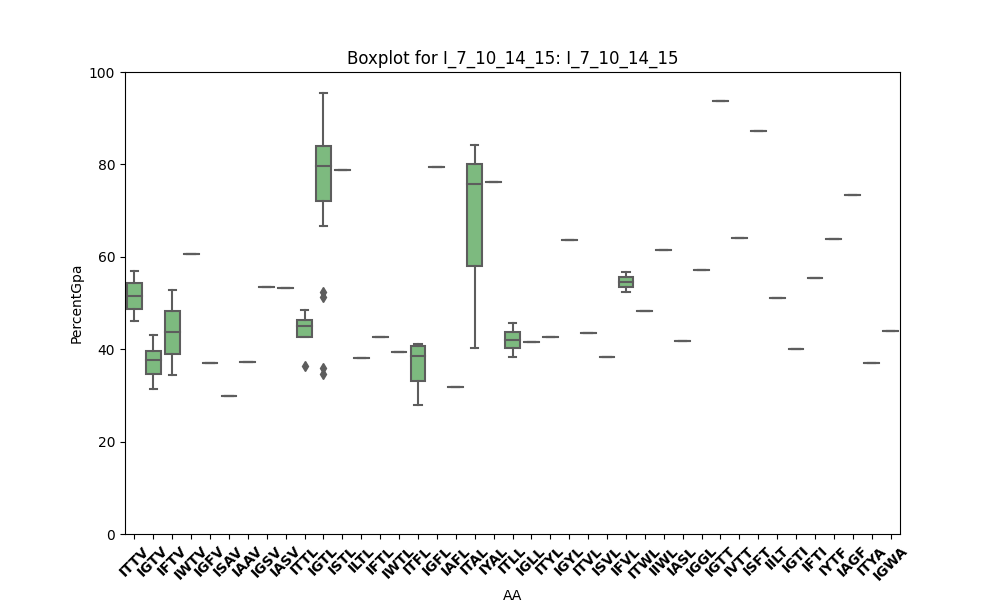 Boxplot for I_7_10_14_15: I_7_10_14_15
PercentGpa
100
80
60
40
20
0
ITTV IGTV IFTV IWTV IGFV ISAV IAAV IGSV IASV ITTL IGTL ISTL ILTL IFTL IWTL ITFL IGFL IAFL ITAL IYAL ITLL IGLL ITYL IGYL ITVL ISVL IFVL ITWL IIWL IASL IGGL IGTT IVTT ISFT IILT IGTI IFTI IYTF IAGF ITYA IGWA
AA